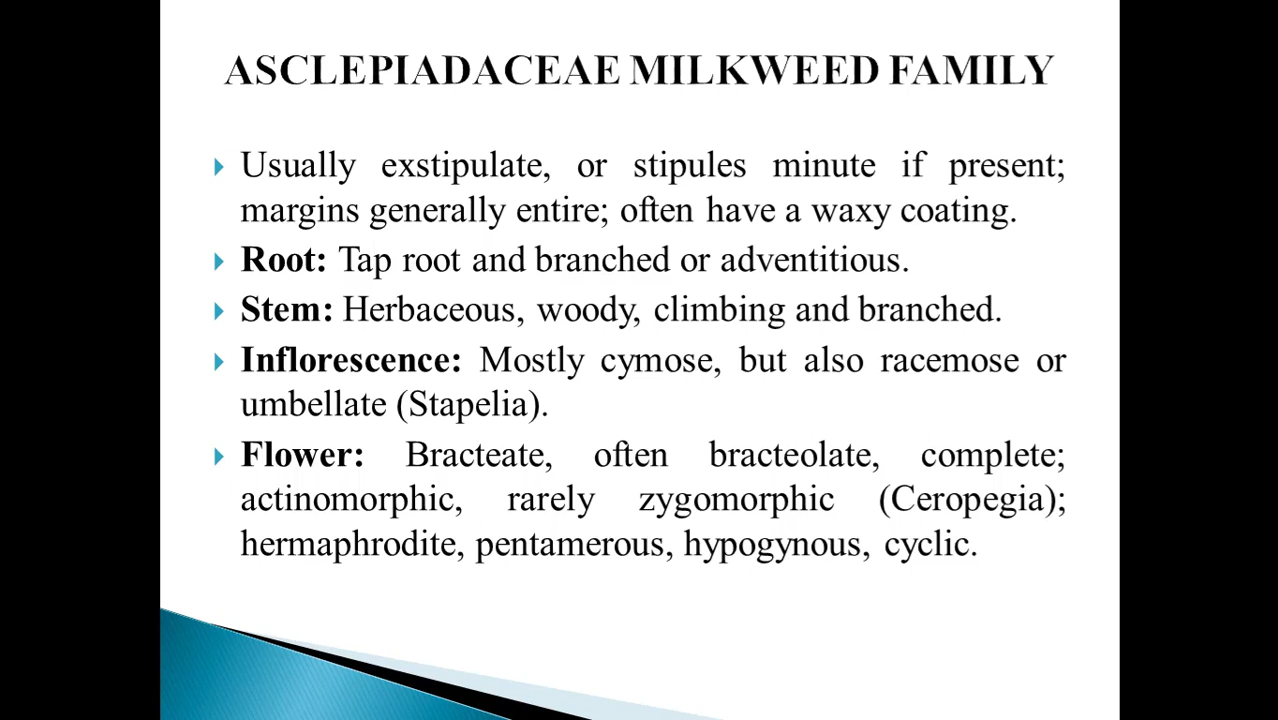 ASCLEPIADACEAE MILKWEED FAMILY
Usually exstipulate, or stipules minute if present;
margins generally entire; often have a waxy coating.
Root: Tap root and branched or adventitious.
Stem: Herbaceous, woody, climbing and branched.
Inflorescence: Mostly cymose, but also racemose or
umbellate (Stapelia).
Flower: Bracteate, often bracteolate, complete;
actinomorphic, rarely zygomorphic (Ceropegia);
hermaphrodite, pentamerous, hypogynous, cyclic.